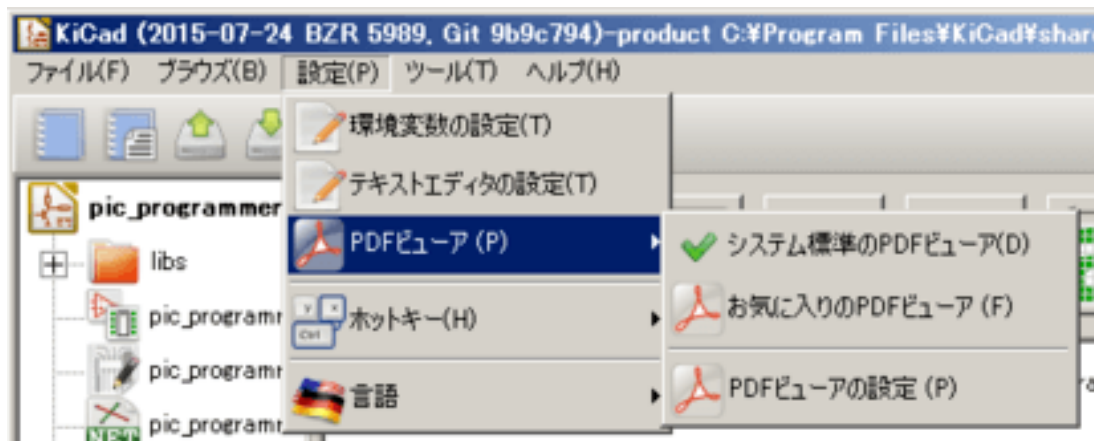 KiCad (2015-07-24 BZR 5989, Git 9b9c794)-product C:¥Program Files¥KiCad¥share
ファイル(F) ブラウズ(B) 設定(P) ツール(T) ヘルプ(H)
環境変数の設定(T)
テキストエディタの設定(T)
PDFビューア (P)
ホットキー(H)
言語
システム標準のPDFビューア(D)
お気に入りのPDFビューア (F)
PDFビューアの設定 (P)
pic_programmer
libs
pic_programm
pic_programm
pic_programm
Y
X
Ctrl
NET